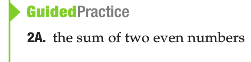 GuidedPractice
2A. the sum of two even numbers